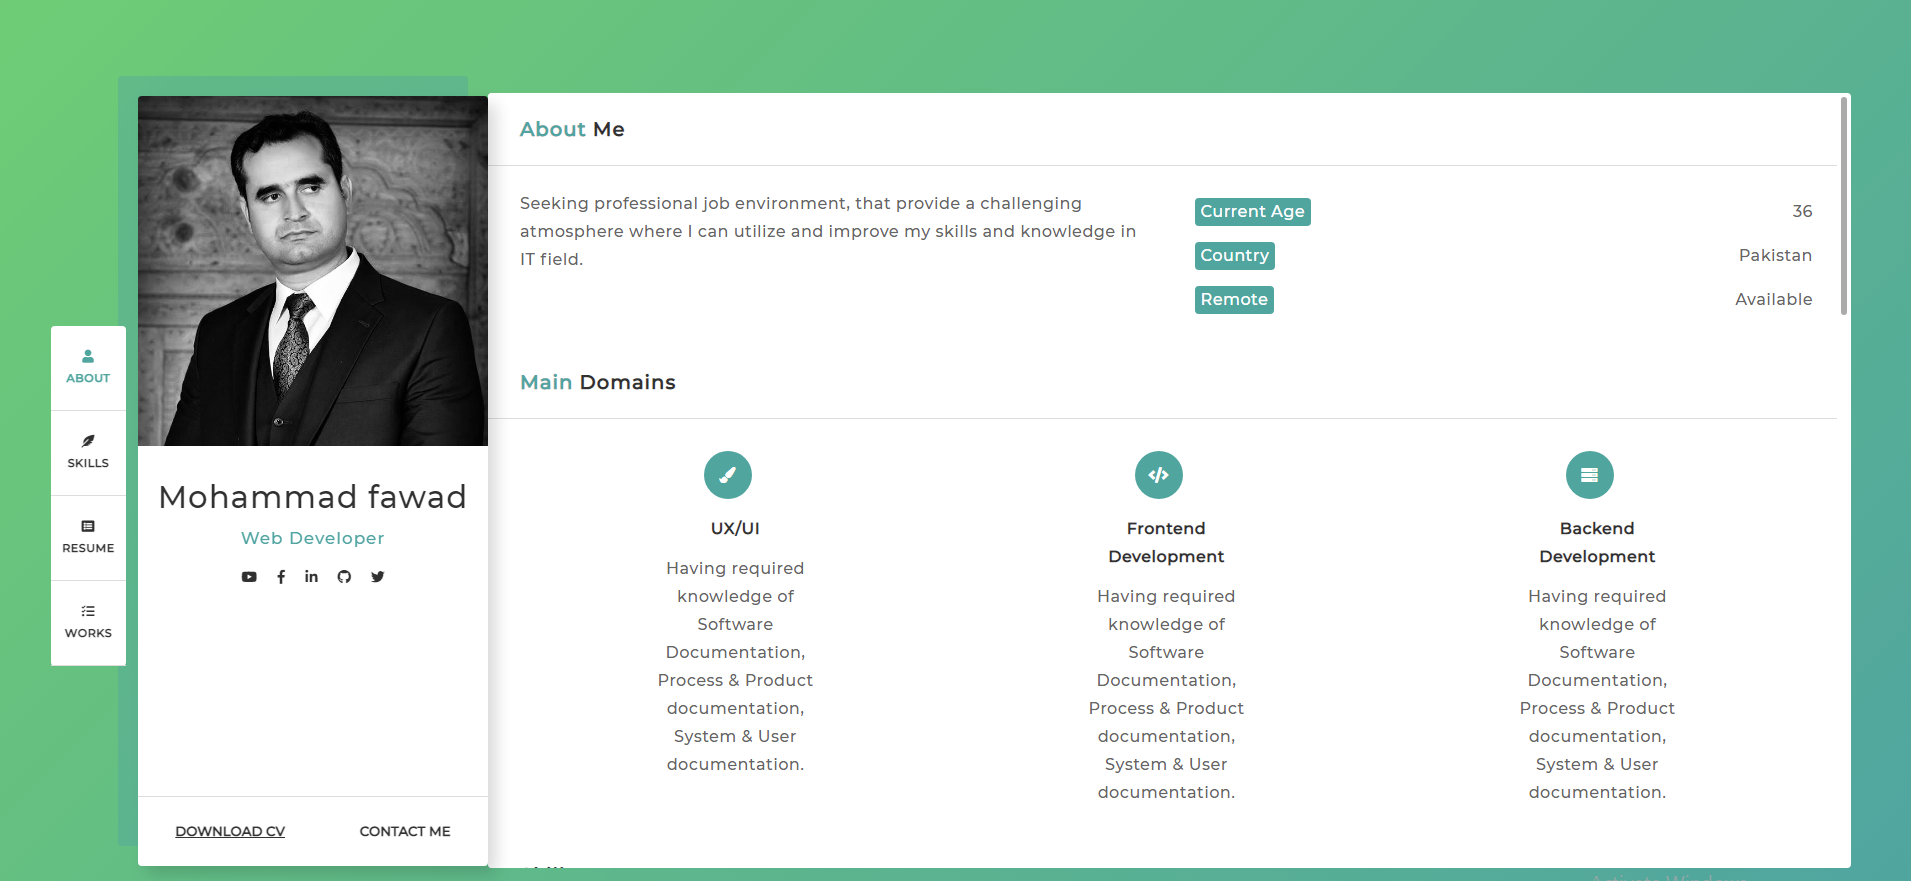 ABOUT
SKILLS
RESUME
WORKS
Mohammad fawad
Web Developer
DOWNLOAD CV
CONTACT ME
About Me
Seeking professional job environment, that provide a challenging
atmosphere where I can utilize and improve my skills and knowledge in
IT field.
Current Age 36
Country Pakistan
Remote Available
Main Domains
UX/UI
Having required
knowledge of
Software
Documentation,
Process & Product
documentation,
System & User
documentation.
Frontend
Development
Having required
knowledge of
Software
Documentation,
Process & Product
documentation,
System & User
documentation.
Backend
Development
Having required
knowledge of
Software
Documentation,
Process & Product
documentation,
System & User
documentation.